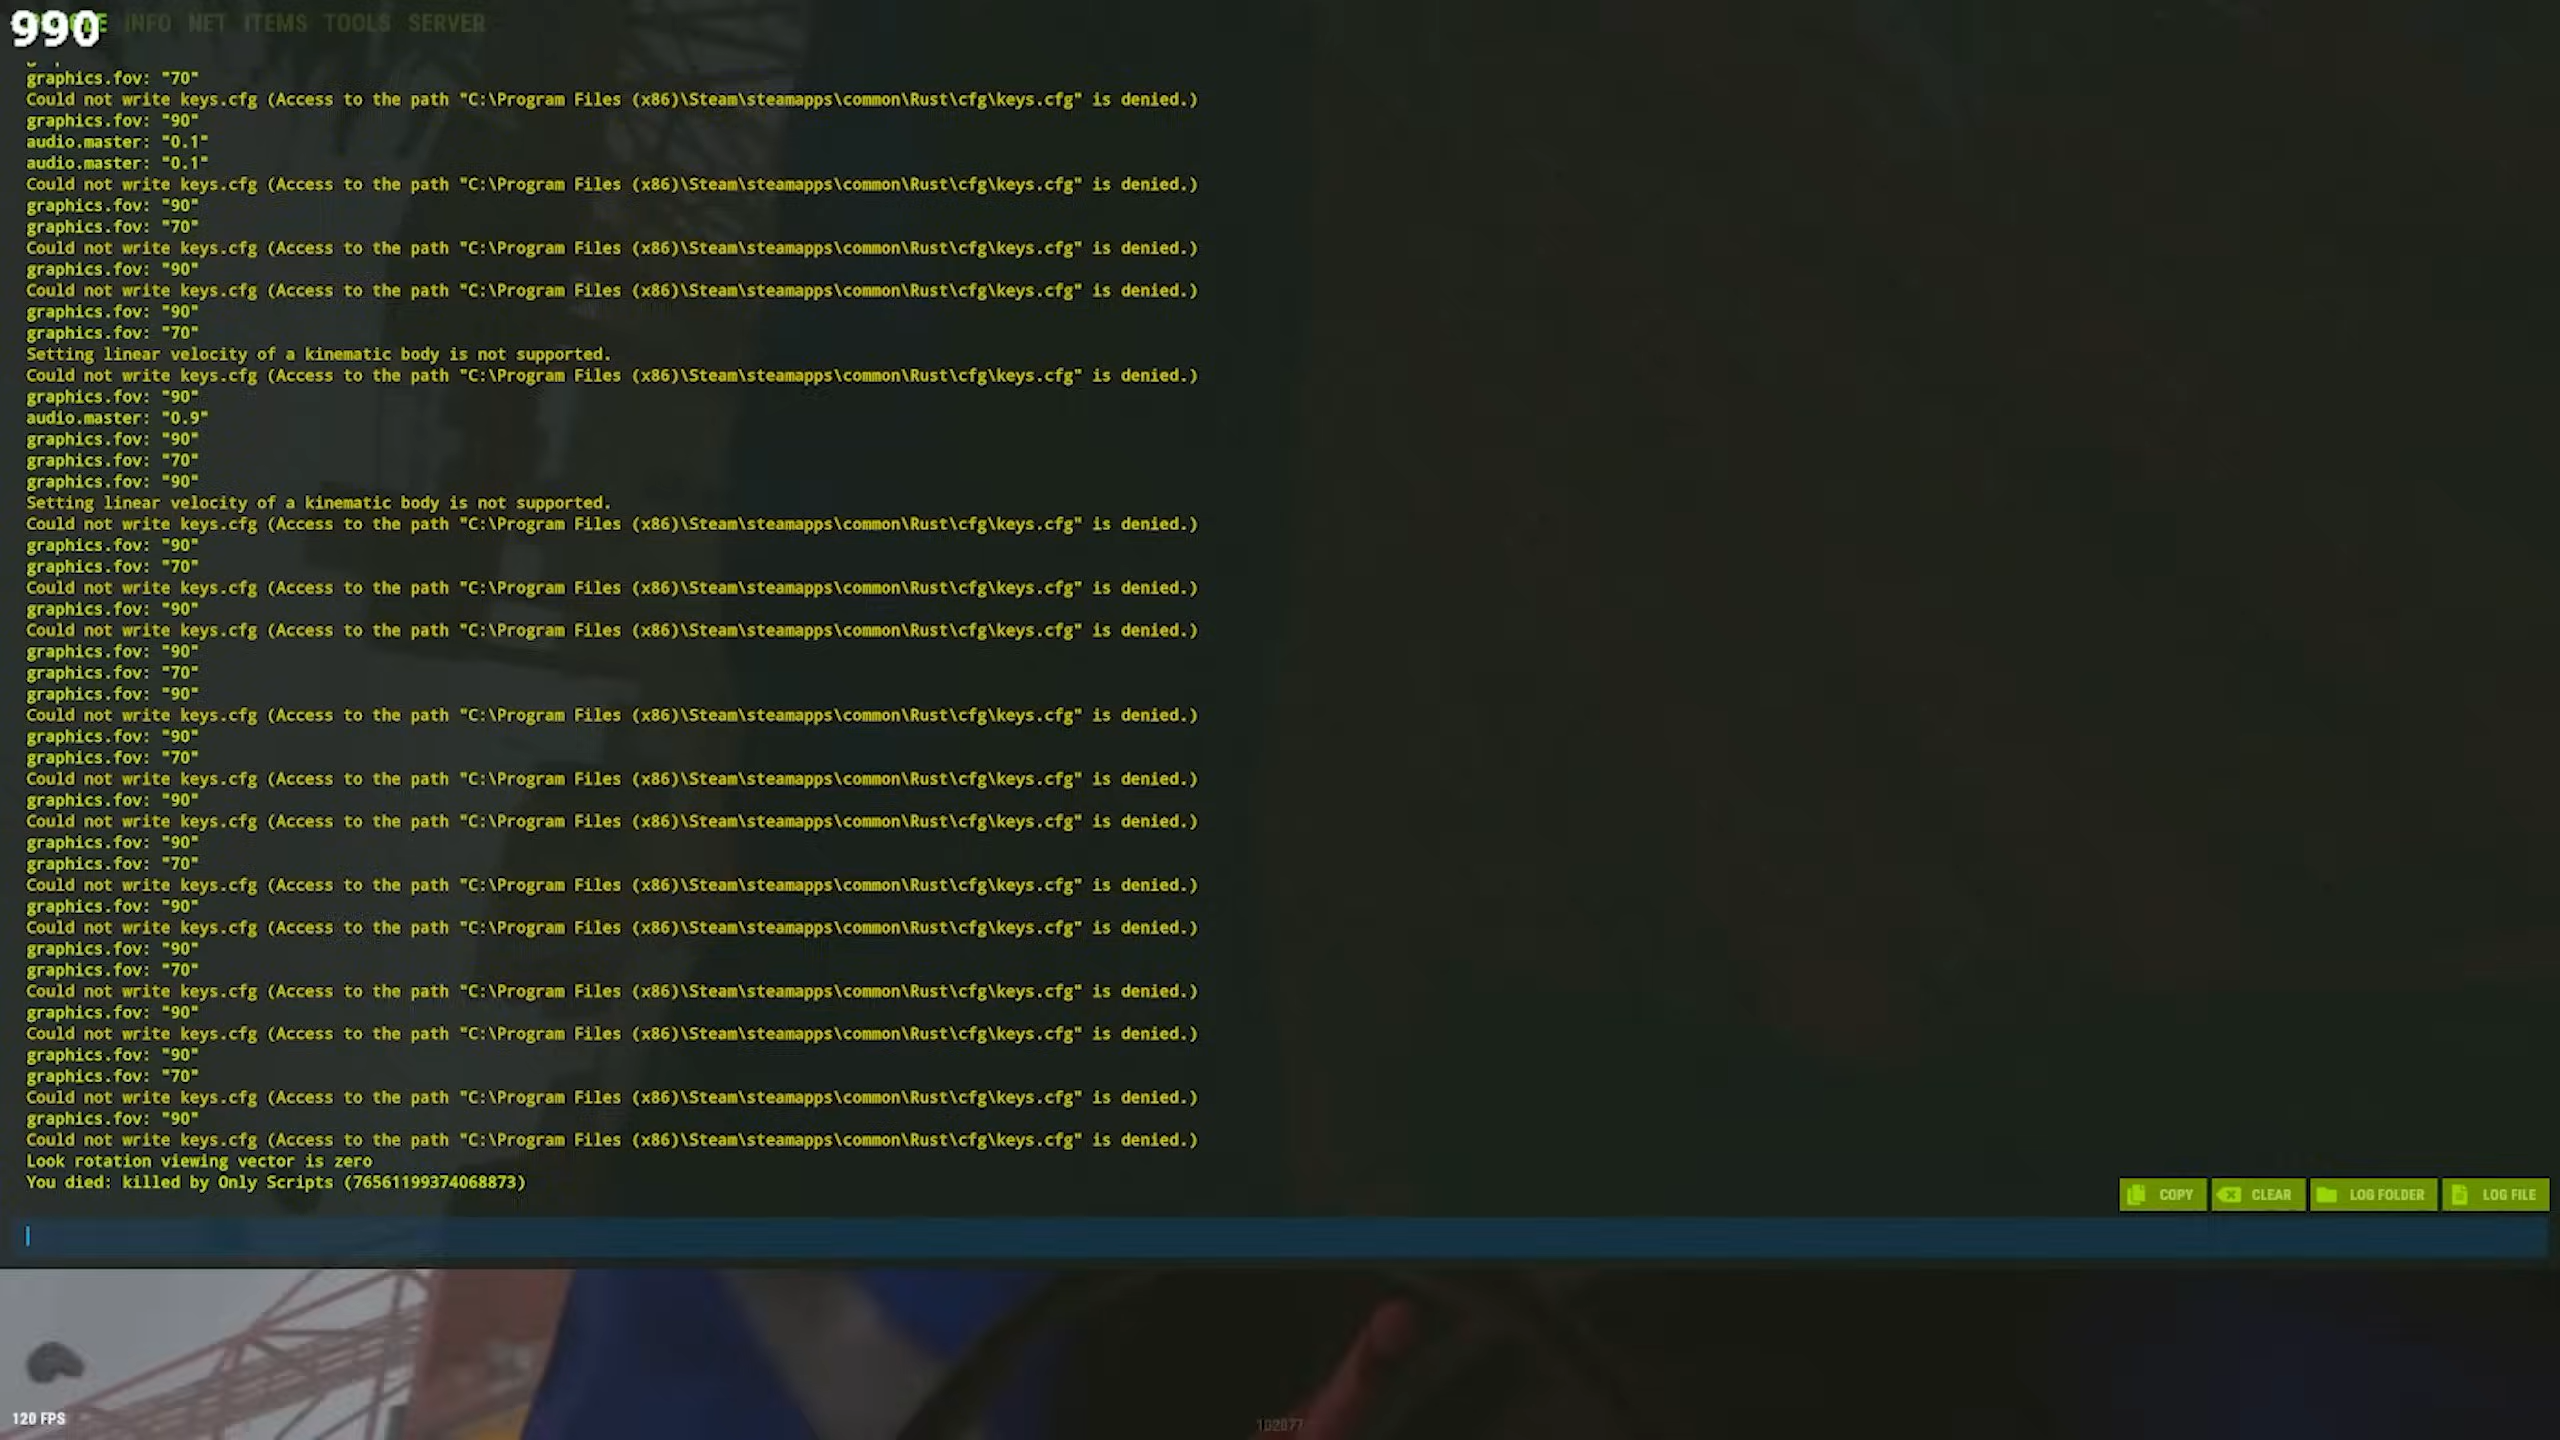 990
INFO NET ITEMS TOOLS SERVER
graphics.fov: "70"
Could not write keys.cfg (Access to the path "C:\Program Files (x86)\Steam\steamapps\common\Rust\cfg\keys.cfg" is denied.)
graphics.fov: "90"
audio.master: "0.1"
audio.master: "0.1"
Could not write keys.cfg (Access to the path "C:\Program Files (x86)\Steam\steamapps\common\Rust\cfg\keys.cfg" is denied.)
graphics.fov: "90"
graphics.fov: "70"
Could not write keys.cfg (Access to the path "C:\Program Files (x86)\Steam\steamapps\common\Rust\cfg\keys.cfg" is denied.)
graphics.fov: "90"
Could not write keys.cfg (Access to the path "C:\Program Files (x86)\Steam\steamapps\common\Rust\cfg\keys.cfg" is denied.)
graphics.fov: "90"
graphics.fov: "70"
Setting linear velocity of a kinematic body is not supported.
Could not write keys.cfg (Access to the path "C:\Program Files (x86)\Steam\steamapps\common\Rust\cfg\keys.cfg" is denied.)
graphics.fov: "90"
audio.master: "0.9"
graphics.fov: "90"
graphics.fov: "70"
graphics.fov: "90"
Setting linear velocity of a kinematic body is not supported.
Could not write keys.cfg (Access to the path "C:\Program Files (x86)\Steam\steamapps\common\Rust\cfg\keys.cfg" is denied.)
graphics.fov: "90"
graphics.fov: "70"
Could not write keys.cfg (Access to the path "C:\Program Files (x86)\Steam\steamapps\common\Rust\cfg\keys.cfg" is denied.)
graphics.fov: "90"
Could not write keys.cfg (Access to the path "C:\Program Files (x86)\Steam\steamapps\common\Rust\cfg\keys.cfg" is denied.)
graphics.fov: "90"
graphics.fov: "70"
graphics.fov: "90"
Could not write keys.cfg (Access to the path "C:\Program Files (x86)\Steam\steamapps\common\Rust\cfg\keys.cfg" is denied.)
graphics.fov: "90"
graphics.fov: "70"
Could not write keys.cfg (Access to the path "C:\Program Files (x86)\Steam\steamapps\common\Rust\cfg\keys.cfg" is denied.)
graphics.fov: "90"
Could not write keys.cfg (Access to the path "C:\Program Files (x86)\Steam\steamapps\common\Rust\cfg\keys.cfg" is denied.)
graphics.fov: "90"
graphics.fov: "70"
Could not write keys.cfg (Access to the path "C:\Program Files (x86)\Steam\steamapps\common\Rust\cfg\keys.cfg" is denied.)
graphics.fov: "90"
Could not write keys.cfg (Access to the path "C:\Program Files (x86)\Steam\steamapps\common\Rust\cfg\keys.cfg" is denied.)
graphics.fov: "90"
graphics.fov: "70"
Could not write keys.cfg (Access to the path "C:\Program Files (x86)\Steam\steamapps\common\Rust\cfg\keys.cfg" is denied.)
graphics.fov: "90"
Could not write keys.cfg (Access to the path "C:\Program Files (x86)\Steam\steamapps\common\Rust\cfg\keys.cfg" is denied.)
graphics.fov: "90"
graphics.fov: "70"
Could not write keys.cfg (Access to the path "C:\Program Files (x86)\Steam\steamapps\common\Rust\cfg\keys.cfg" is denied.)
graphics.fov: "90"
Could not write keys.cfg (Access to the path "C:\Program Files (x86)\Steam\steamapps\common\Rust\cfg\keys.cfg" is denied.)
Look rotation viewing vector is zero
You died: killed by Only Scripts (76561199374068873)
COPY CLEAR LOG FOLDER LOG FILE
120 FPS